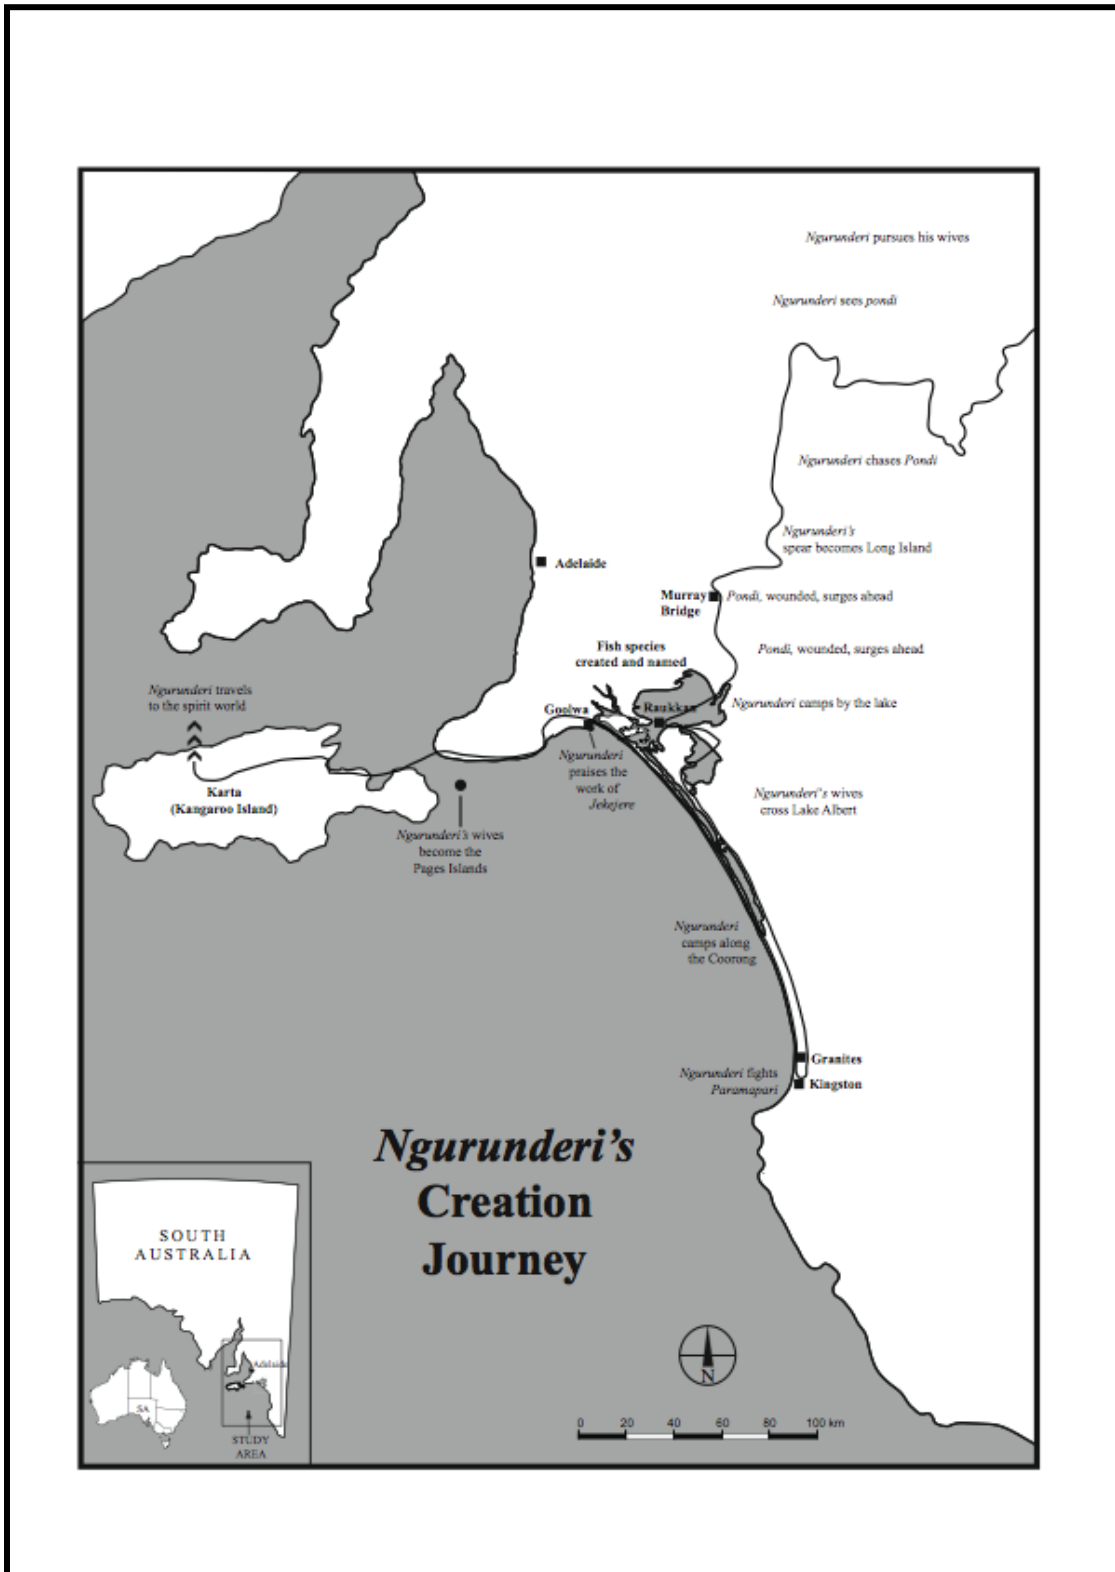 Ngurunderi pursues his wives
Ngurunderi sees pondi
Ngurunderi chases Pondi
Ngurunderi's
spear becomes Long Island
Adelaide
Murray
Bridge
Pondi, wounded, surges ahead
Fish species
created and named
Pondi, wounded, surges ahead
Ngurunderi travels
to the spirit world
Goolwa
Raukkan
Ngurunderi camps by the lake
Ngurunderi
praises the
work of
Jekejere
Karta
(Kangaroo Island)
Ngurunderi's wives
cross Lake Albert
Ngurunderi's wives
become the
Pages Islands
Ngurunderi
camps along
the Coorong
Granites
Ngurunderi fights
Paramapari
Kingston
Ngurunderi's
Creation
Journey
SOUTH
AUSTRALIA
Adelaide
SA
STUDY
AREA
N
0 20 40 60 80 100 km